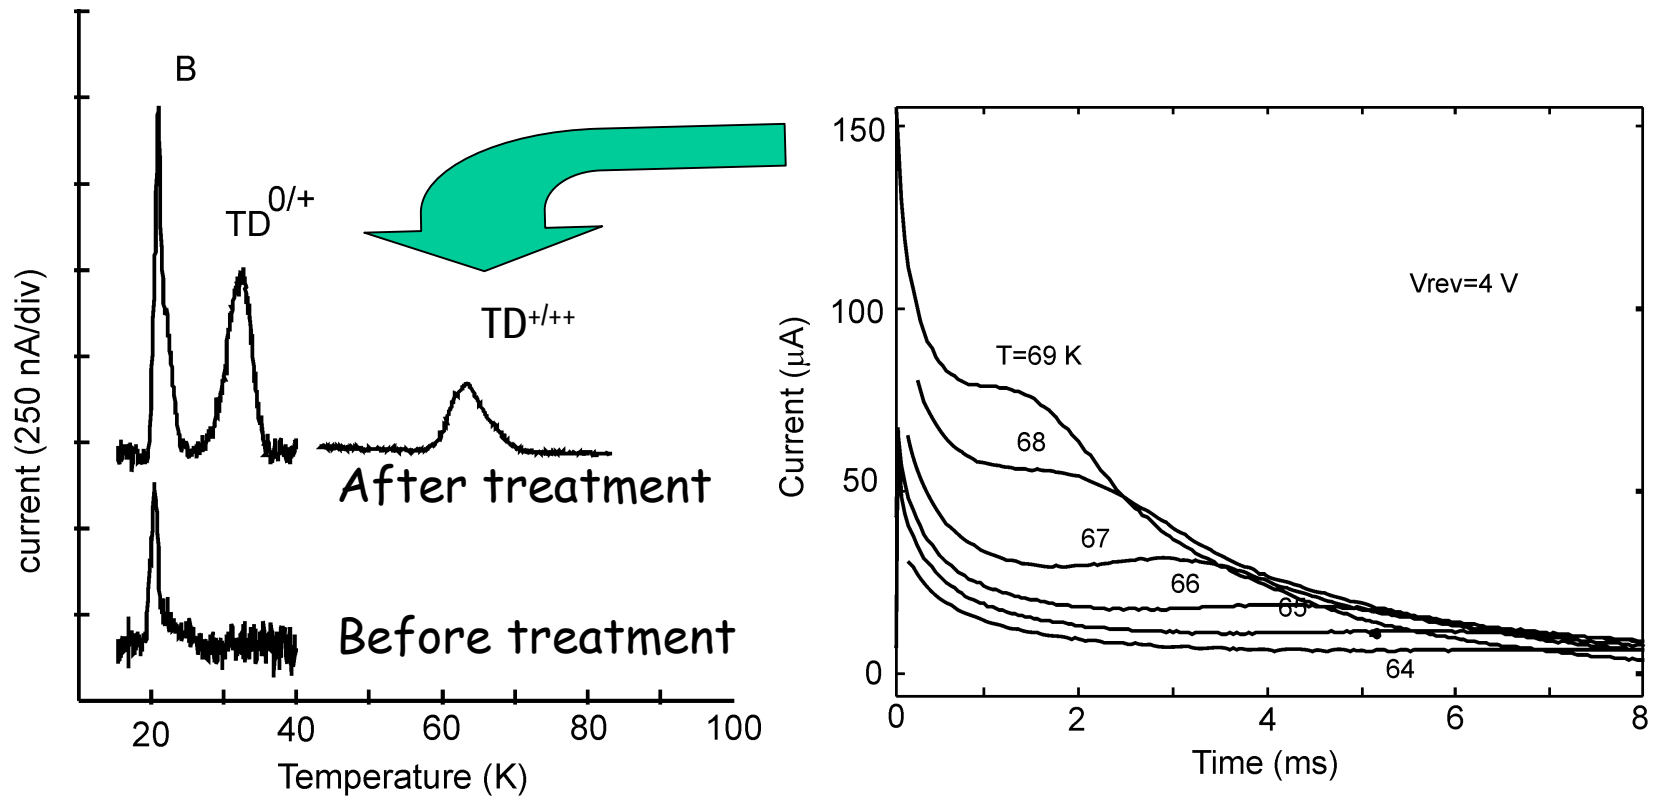 B
TD0/+
TD+/++
After treatment
Before treatment
current (250 nA/div)
20 40 60 80 100
Temperature (K)
150
100
50
0
Current (μA)
Vrev=4 V
T=69 K
68
67
66
65
64
0 2 4 6 8
Time (ms)